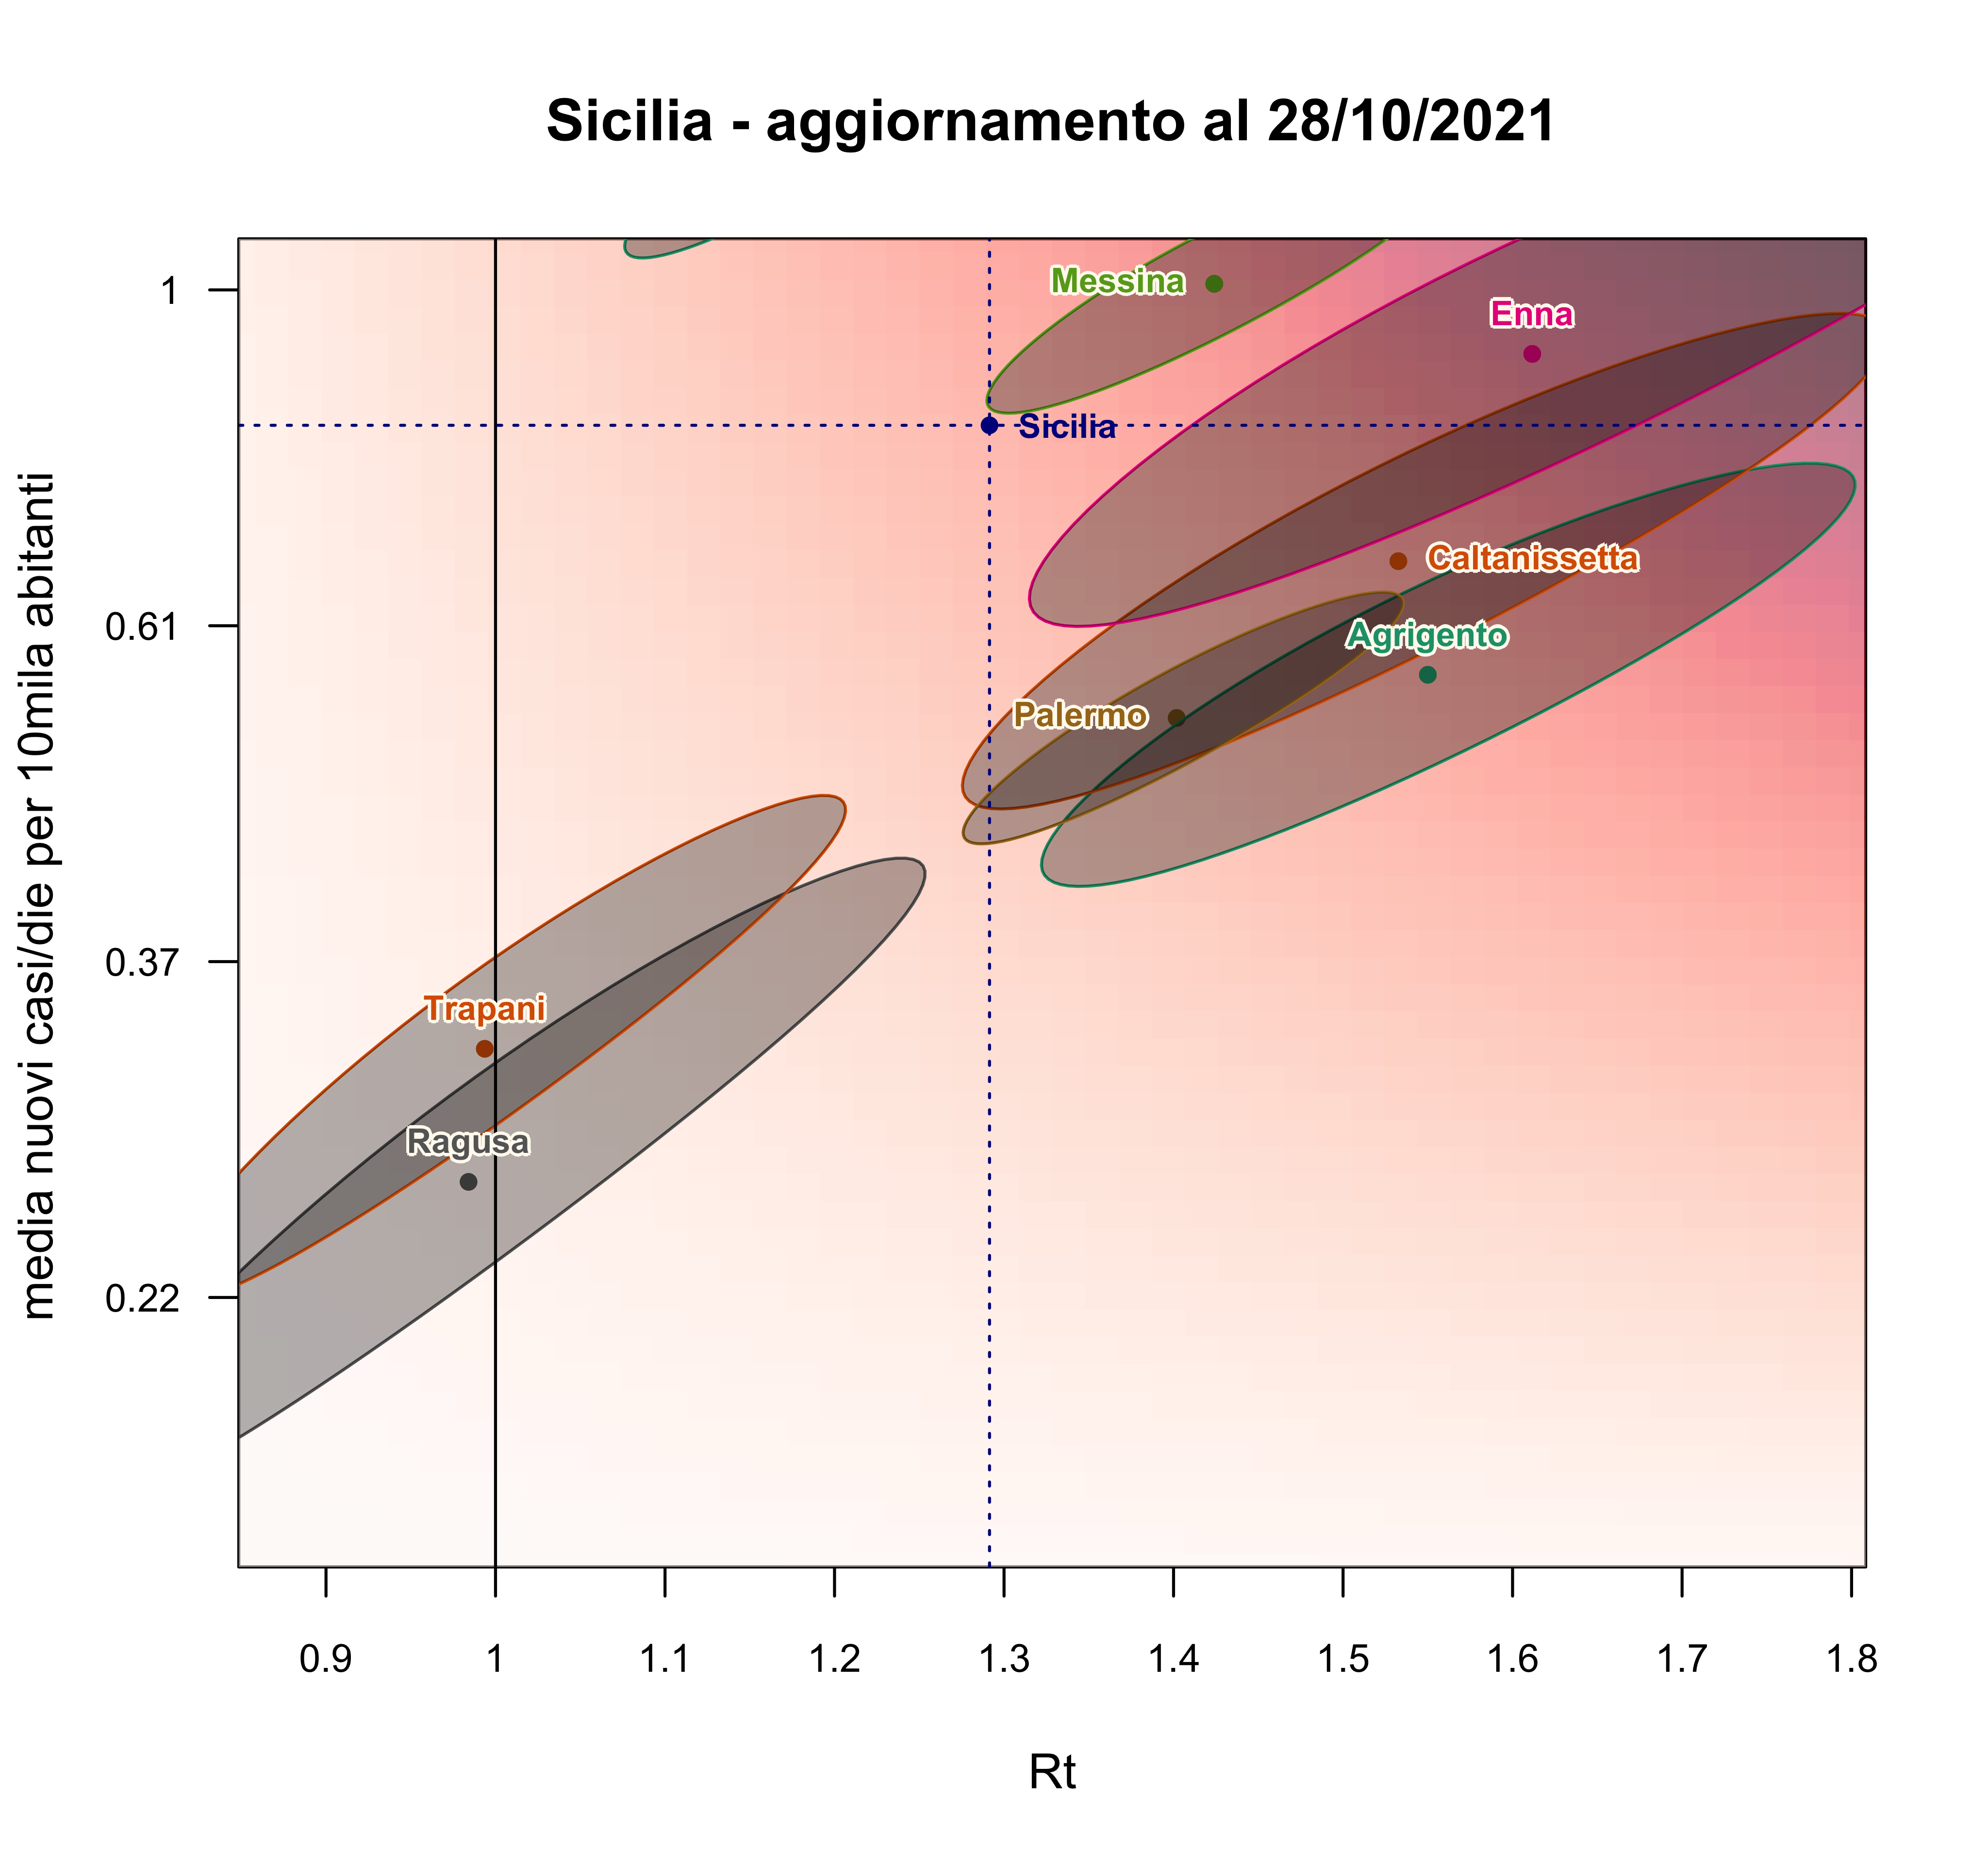 Sicilia - aggiornamento al 28/10/2021
media nuovi casi/die per 10mila abitanti
1
0.61
0.37
0.22
Messina
Enna
Sicilia
Caltanissetta
Agrigento
Palermo
Trapani
Ragusa
0.9 1 1.1 1.2 1.3 1.4 1.5 1.6 1.7 1.8
Rt